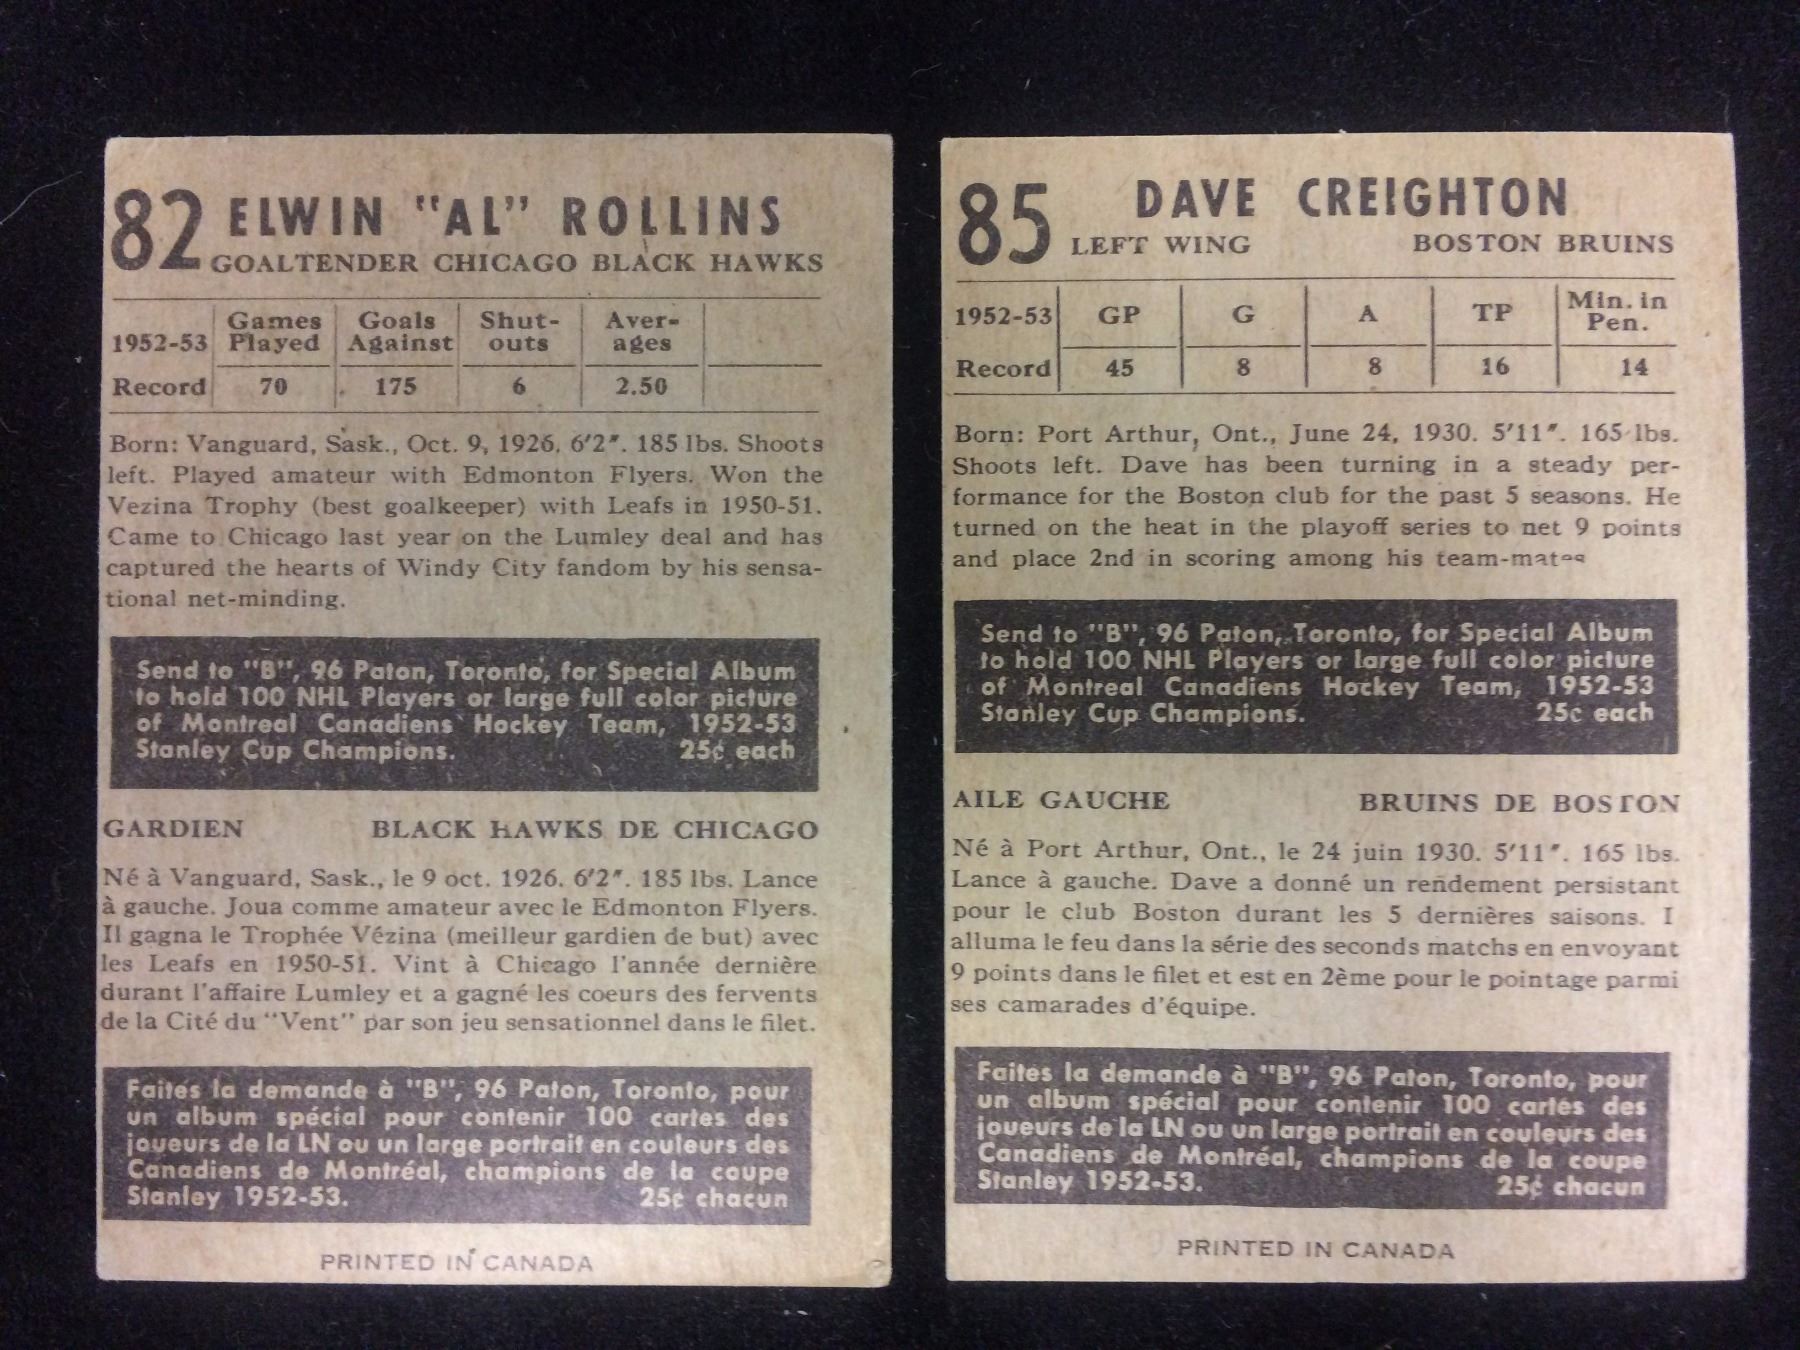 82 ELWIN "AL" ROLLINS
GOALTENDER CHICAGO BLACK HAWKS
1952-53 Games Played Goals Against Shut-outs Aver-ages
Record 70 175 6 2.50
Born: Vanguard, Sask., Oct. 9, 1926. 6'2". 185 lbs. Shoots
left. Played amateur with Edmonton Flyers. Won the
Vezina Trophy (best goalkeeper) with Leafs in 1950-51.
Came to Chicago last year on the Lumley deal and has
captured the hearts of Windy City fandom by his sensa-
tional net-minding.
Send to "B", 96 Paton, Toronto, for Special Album
to hold 100 NHL Players or large full color picture
of Montreal Canadiens Hockey Team, 1952-53
Stanley Cup Champions. 25¢ each
GARDIEN BLACK HAWKS DE CHICAGO
Né à Vanguard, Sask., le 9 oct. 1926. 6'2". 185 lbs. Lance
à gauche. Joua comme amateur avec le Edmonton Flyers.
Il gagna le Trophée Vézina (meilleur gardien de but) avec
les Leafs en 1950-51. Vint à Chicago l'année dernière
durant l'affaire Lumley et a gagné les coeurs des fervents
de la Cité du "Vent" par son jeu sensationnel dans le filet.
Faites la demande à "B", 96 Paton, Toronto, pour
un album spécial pour contenir 100 cartes des
joueurs de la LN ou un large portrait en couleurs des
Canadiens de Montréal, champions de la coupe
Stanley 1952-53. 25¢ chacun
PRINTED IN CANADA
85 DAVE CREIGHTON
LEFT WING BOSTON BRUINS
1952-53 GP G A TP Min. in Pen.
Record 45 8 8 16 14
Born: Port Arthur, Ont., June 24, 1930. 5'11". 165 lbs.
Shoots left. Dave has been turning in a steady per-
formance for the Boston club for the past 5 seasons. He
turned on the heat in the playoff series to net 9 points
and place 2nd in scoring among his team-mates
Send to "B", 96 Paton, Toronto, for Special Album
to hold 100 NHL Players or large full color picture
of Montreal Canadiens Hockey Team, 1952-53
Stanley Cup Champions. 25¢ each
AILE GAUCHE BRUINS DE BOSTON
Né à Port Arthur, Ont., le 24 juin 1930. 5'11". 165 lbs.
Lance à gauche. Dave a donné un rendement persistant
pour le club Boston durant les 5 dernières saisons. I
alluma le feu dans la série des seconds matchs en envoyant
9 points dans le filet et est en 2ème pour le pointage parmi
ses camarades d'équipe.
Faites la demande à "B", 96 Paton, Toronto, pour
un album spécial pour contenir 100 cartes des
joueurs de la LN ou un large portrait en couleurs des
Canadiens de Montréal, champions de la coupe
Stanley 1952-53. 25¢ chacun
PRINTED IN CANADA